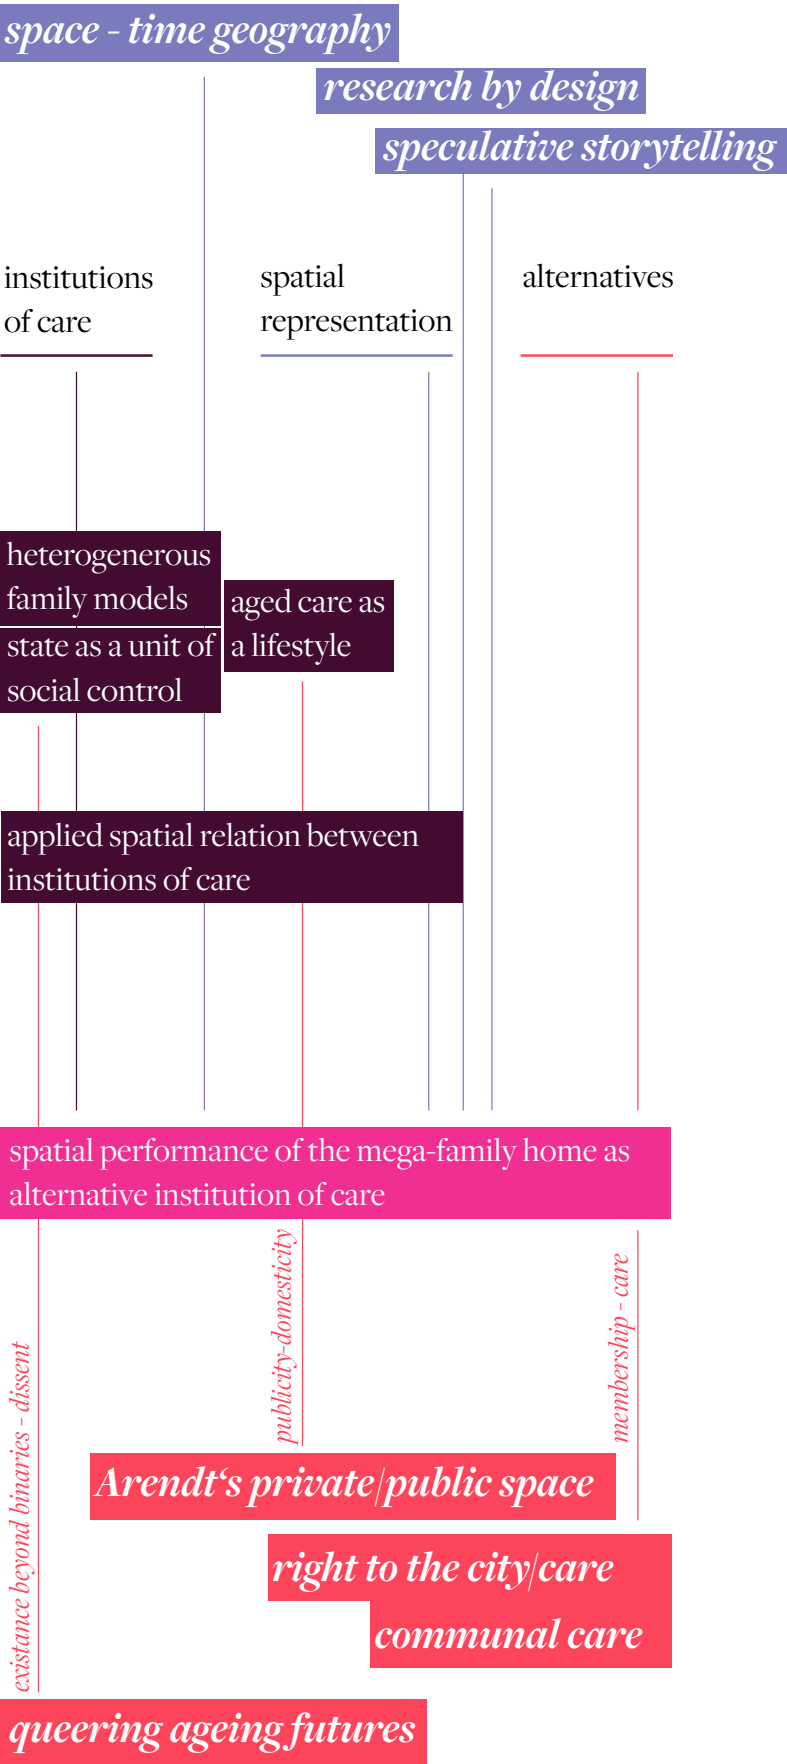 space - time geography
research by design
speculative storytelling
institutions
of care
spatial
representation
alternatives
heterogenerous
family models
state as a unit of
social control
aged care as
a lifestyle
applied spatial relation between
institutions of care
spatial performance of the mega-family home as
alternative institution of care
existance beyond binaries - dissent
publicity-domesticity
membership - care
Arendt‘s private/public space
right to the city/care
communal care
queering ageing futures